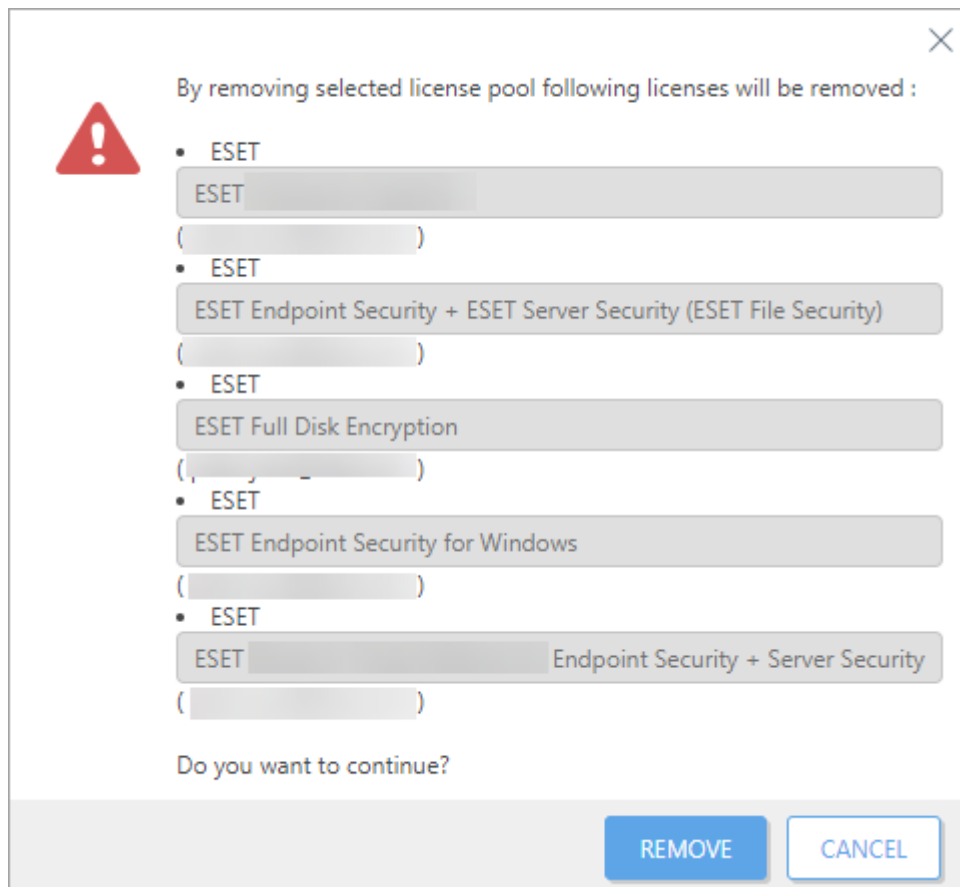 By removing selected license pool following licenses will be removed :
• ESET
ESET
( )
• ESET
ESET Endpoint Security + ESET Server Security (ESET File Security)
( )
• ESET
ESET Full Disk Encryption
( )
• ESET
ESET Endpoint Security for Windows
( )
• ESET
ESET Endpoint Security + Server Security
( )
Do you want to continue?
REMOVE
CANCEL